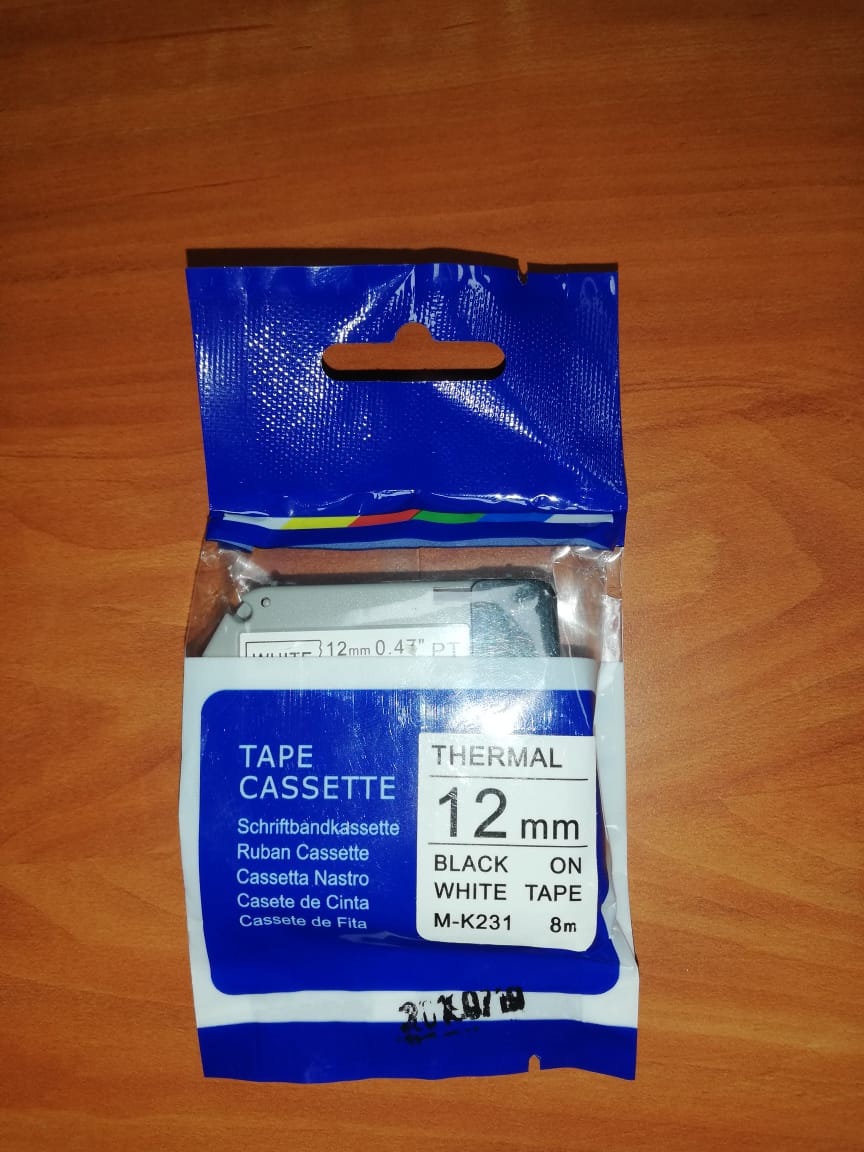 WHITE 12mm 0.47" PT
TAPE
CASSETTE
Schriftbandkassette
Ruban Cassette
Cassetta Nastro
Casete de Cinta
Cassete de Fita
THERMAL
12 mm
BLACK ON
WHITE TAPE
M-K231 8m